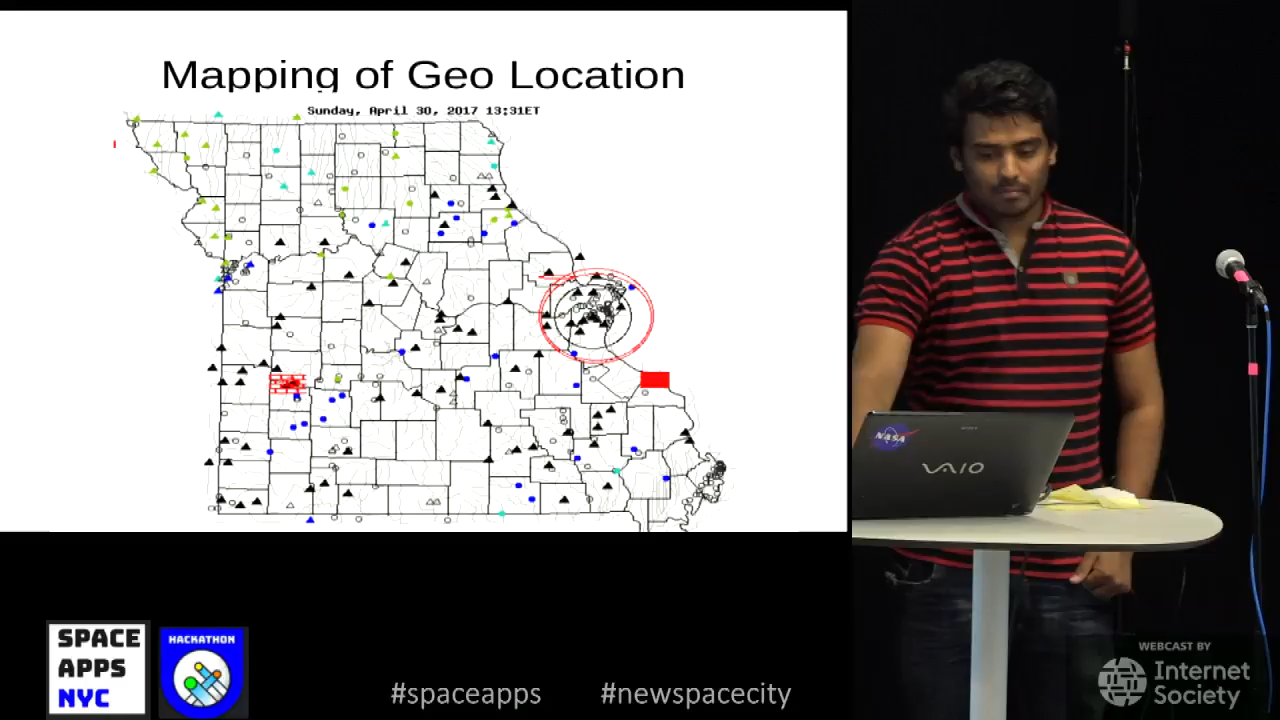 Mapping of Geo Location
Sunday, April 30, 2017 13:31ET
NASA
VAIO
SPACE
APPS
NYC
HACKATHON
#spaceapps
#newspacecity
WEBCAST BY
Internet
Society